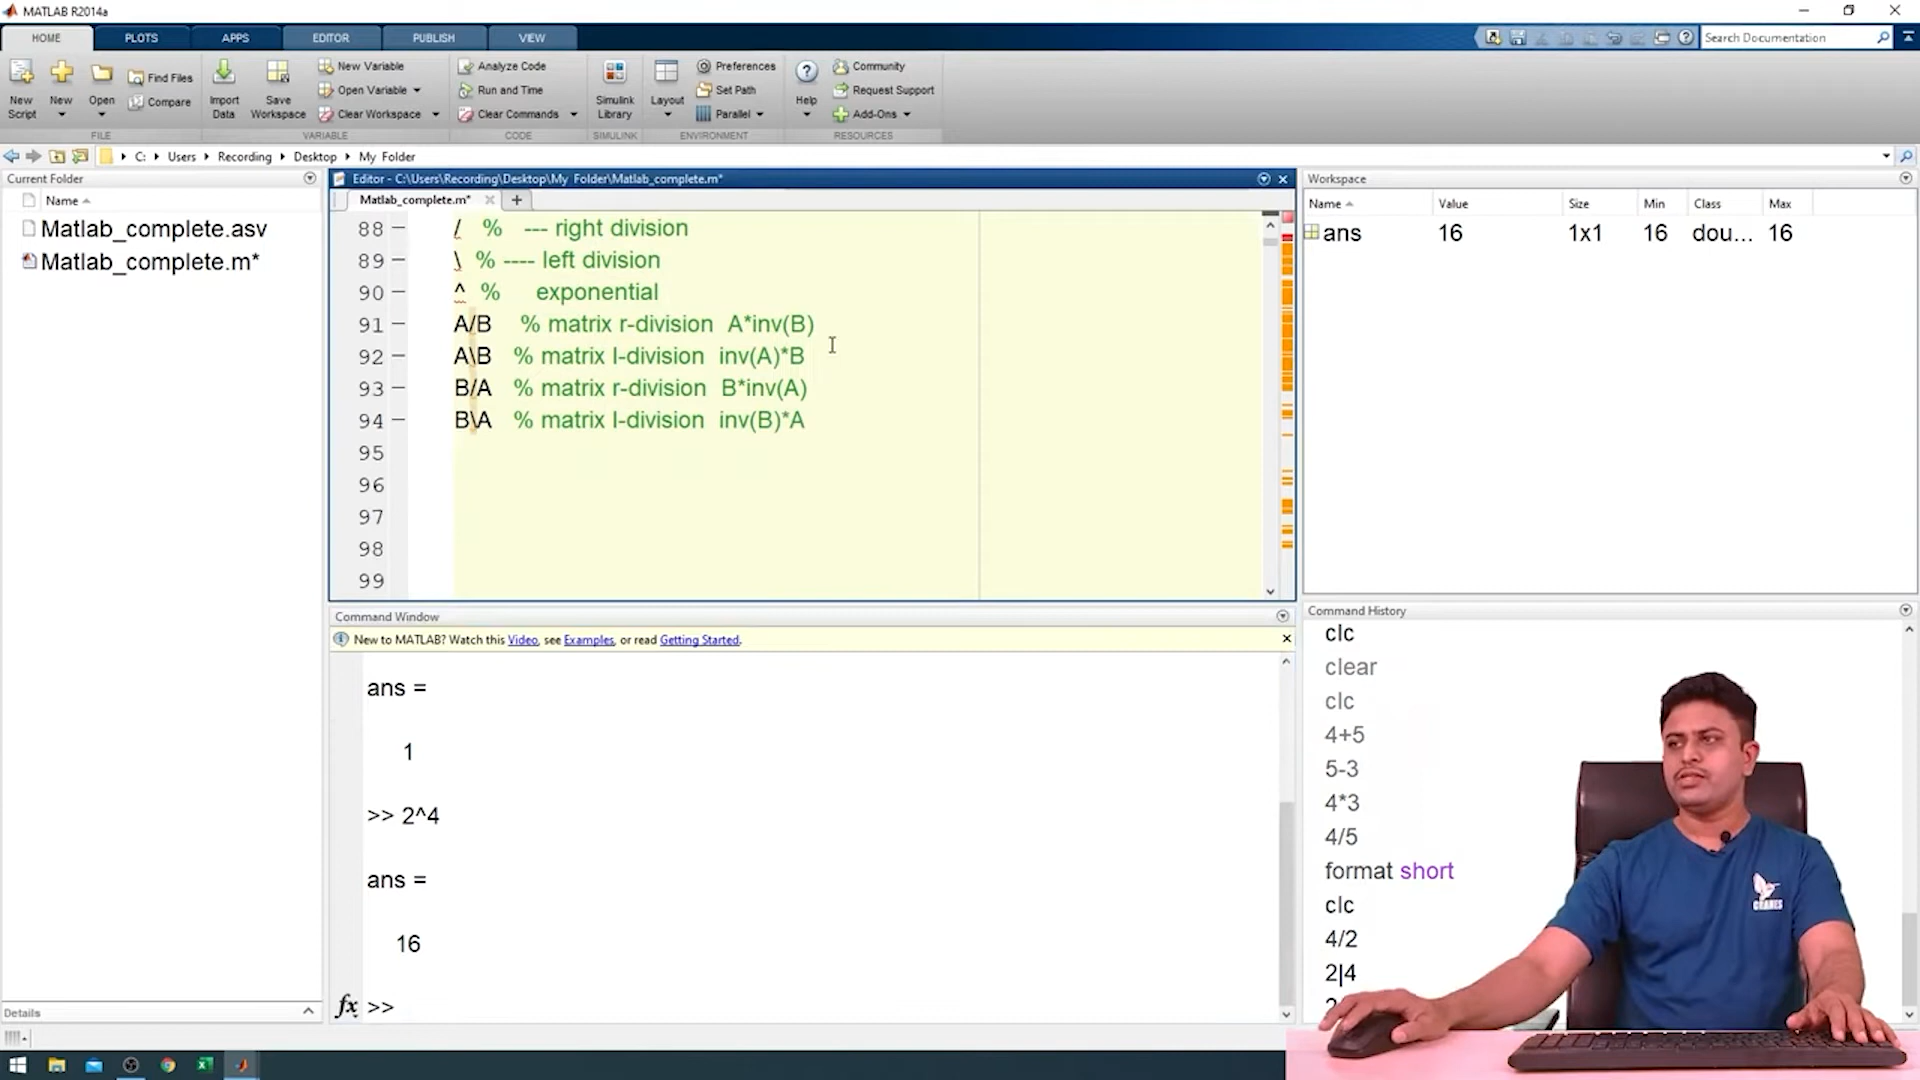 MATLAB R2014a
HOME PLOTS APPS EDITOR PUBLISH VIEW
Search Documentation
New Script
New
Open
Find Files
Compare
Import Data
Save Workspace
New Variable
Open Variable
Clear Workspace
Analyze Code
Run and Time
Clear Commands
Simulink Library
Layout
Preferences
Set Path
Parallel
Help
Community
Request Support
Add-Ons
FILE VARIABLE CODE SIMULINK ENVIRONMENT RESOURCES
C: Users Recording Desktop My Folder
Current Folder
Name
Matlab_complete.asv
Matlab_complete.m*
Details
Editor - C:\Users\Recording\Desktop\My Folder\Matlab_complete.m*
Matlab_complete.m*
88 – / % --- right division
89 – \ % ---- left division
90 – ^ % exponential
91 – A/B % matrix r-division A*inv(B)
92 – A\B % matrix l-division inv(A)*B
93 – B/A % matrix r-division B*inv(A)
94 – B\A % matrix l-division inv(B)*A
95
96
97
98
99
Command Window
New to MATLAB? Watch this Video, see Examples, or read Getting Started.
ans =
1
>> 2^4
ans =
16
fx >>
Workspace
Name Value Size Min Class Max
ans 16 1x1 16 dou... 16
Command History
clc
clear
clc
4+5
5-3
4*3
4/5
format short
clc
4/2
2|4
CRANES